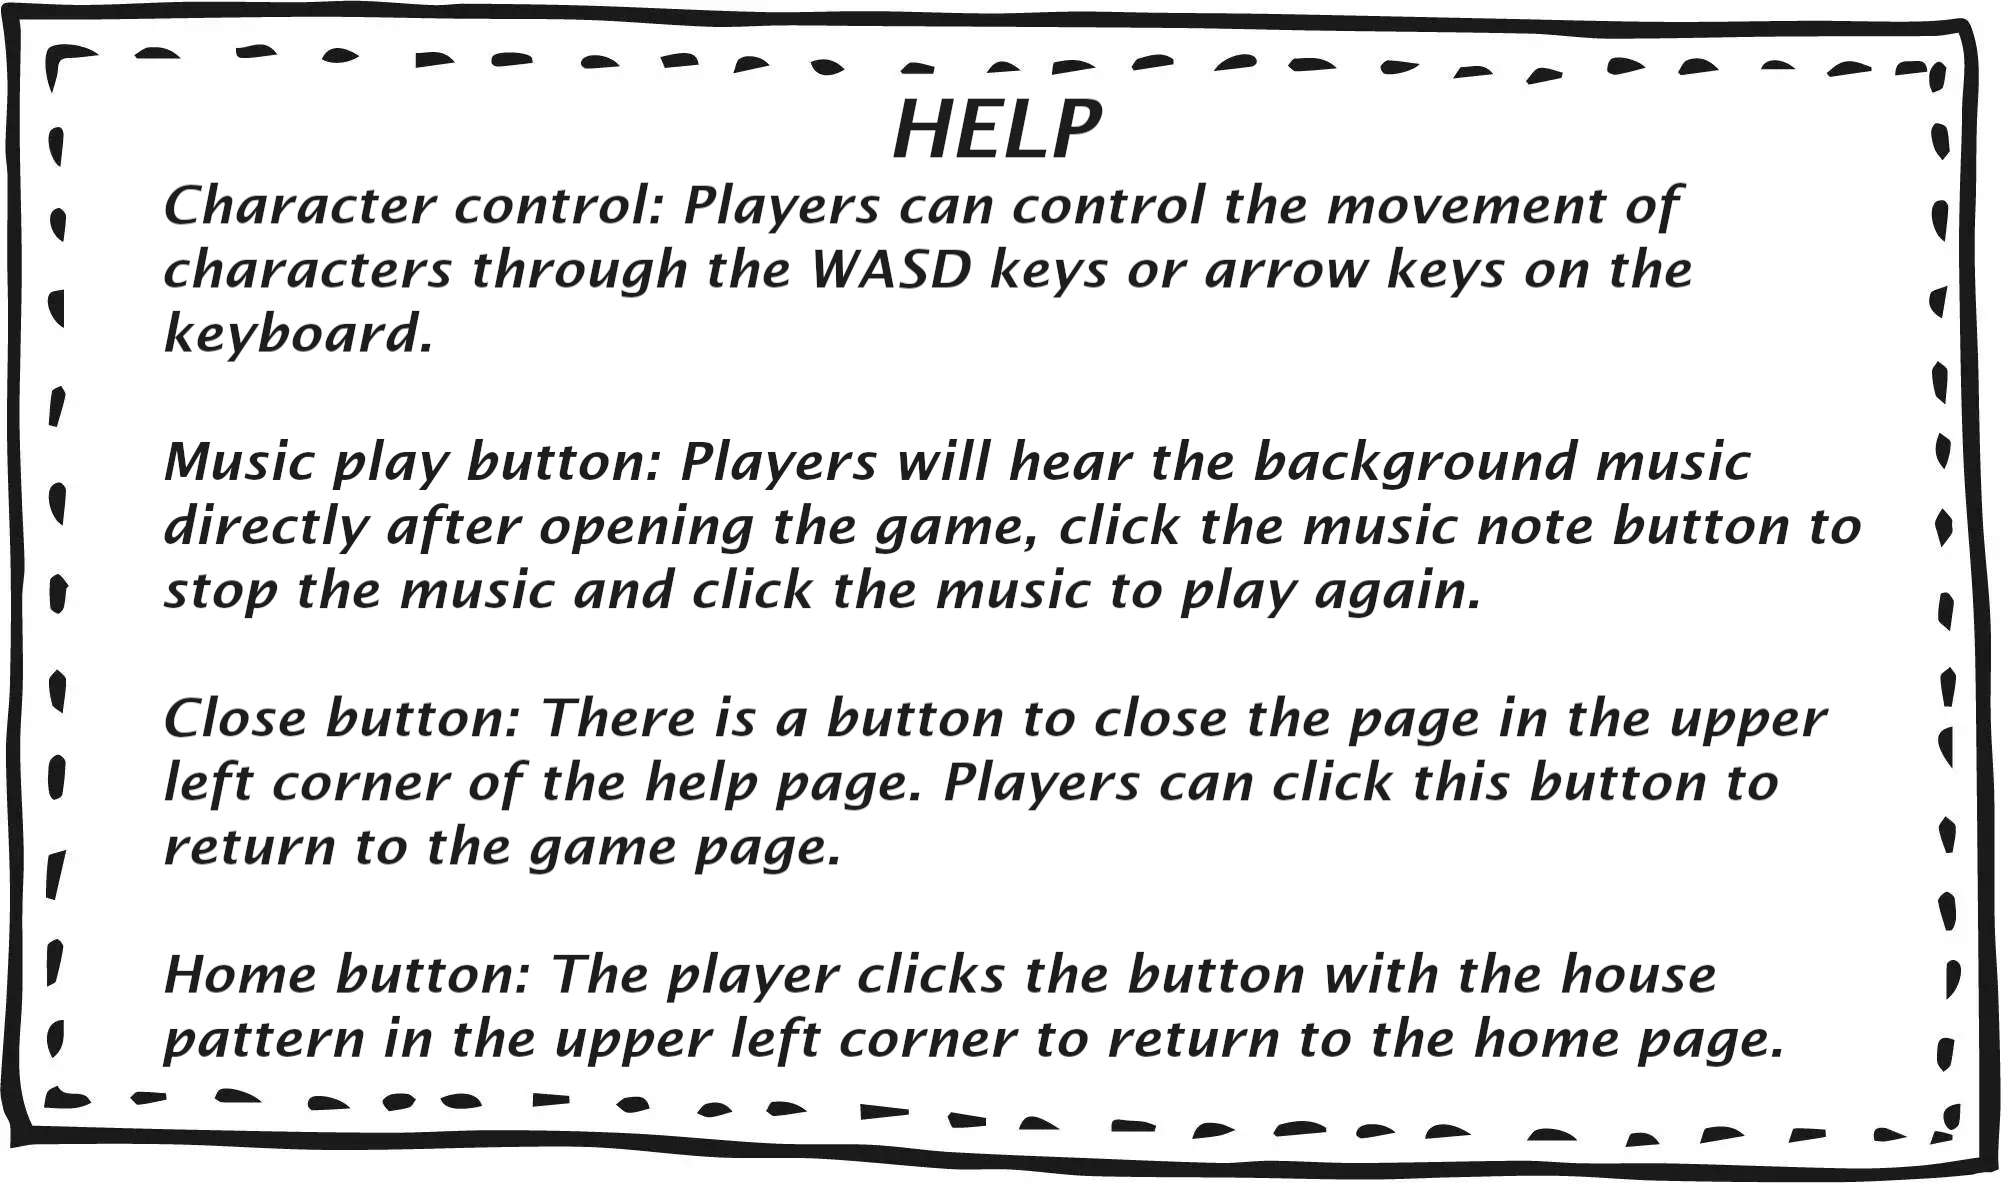 HELP
Character control: Players can control the movement of
characters through the WASD keys or arrow keys on the
keyboard.
Music play button: Players will hear the background music
directly after opening the game, click the music note button to
stop the music and click the music to play again.
Close button: There is a button to close the page in the upper
left corner of the help page. Players can click this button to
return to the game page.
Home button: The player clicks the button with the house
pattern in the upper left corner to return to the home page.